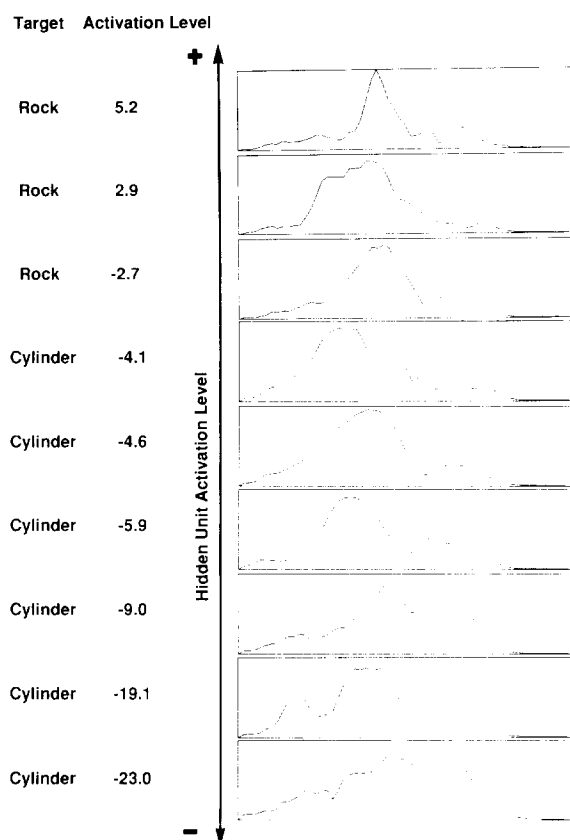 Target Activation Level
+
Rock 5.2
Rock 2.9
Rock -2.7
Cylinder -4.1
Cylinder -4.6
Cylinder -5.9
Cylinder -9.0
Cylinder -19.1
Cylinder -23.0
Hidden Unit Activation Level
−